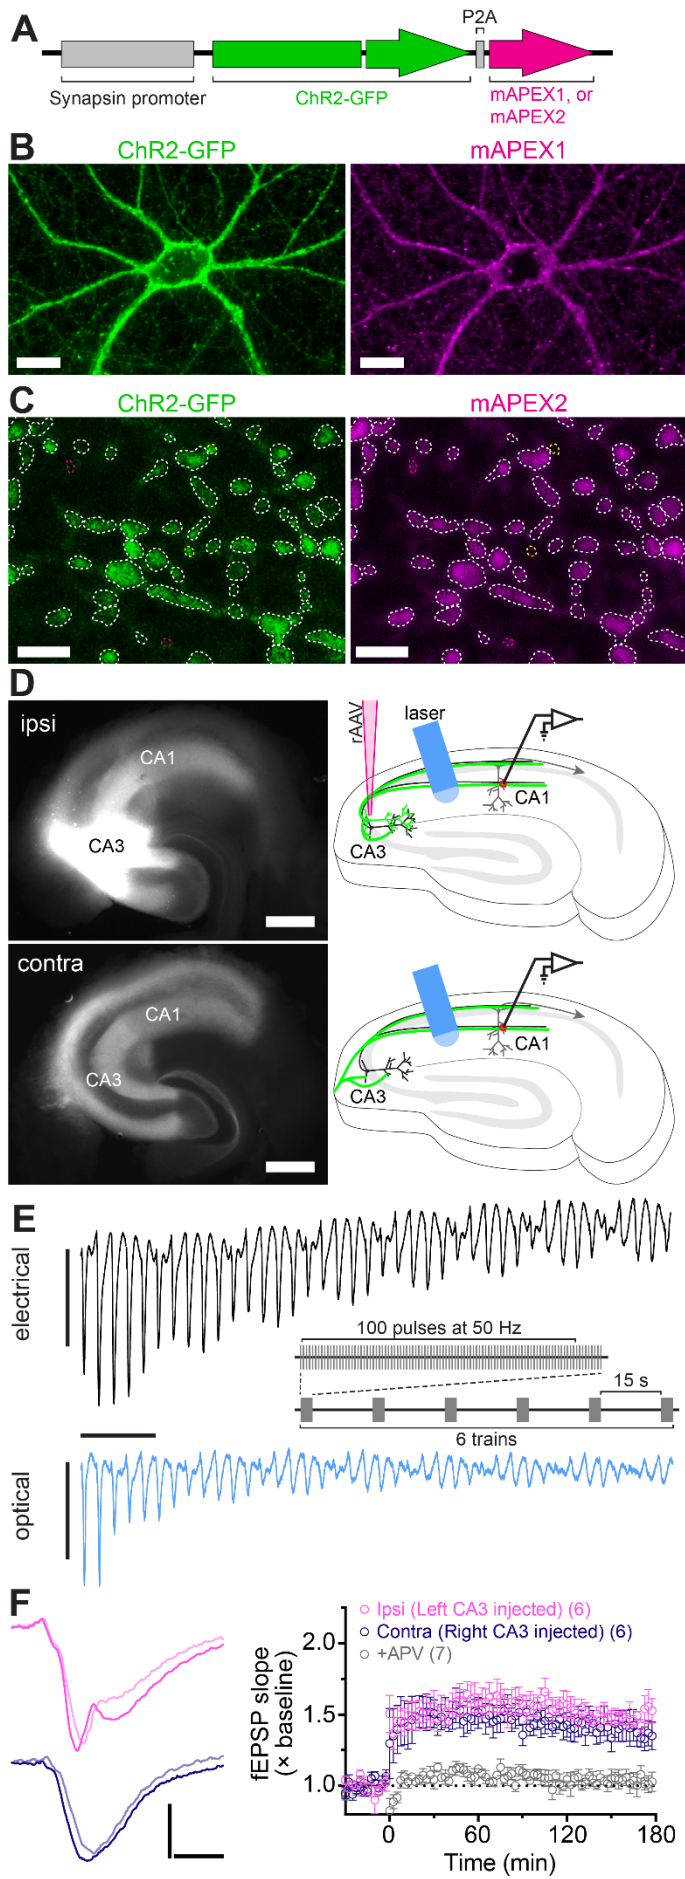 A
P2A
Synapsin promoter
ChR2-GFP
mAPEX1, or
mAPEX2
B
ChR2-GFP
mAPEX1
C
ChR2-GFP
mAPEX2
D
ipsi
CA1
CA3
rAAV
laser
CA1
CA3
contra
CA1
CA3
CA1
CA3
E
electrical
100 pulses at 50 Hz
15 s
6 trains
optical
F
Ipsi (Left CA3 injected) (6)
Contra (Right CA3 injected) (6)
+APV (7)
fEPSP slope
(× baseline)
2.0
1.5
1.0
0
60
120
180
Time (min)